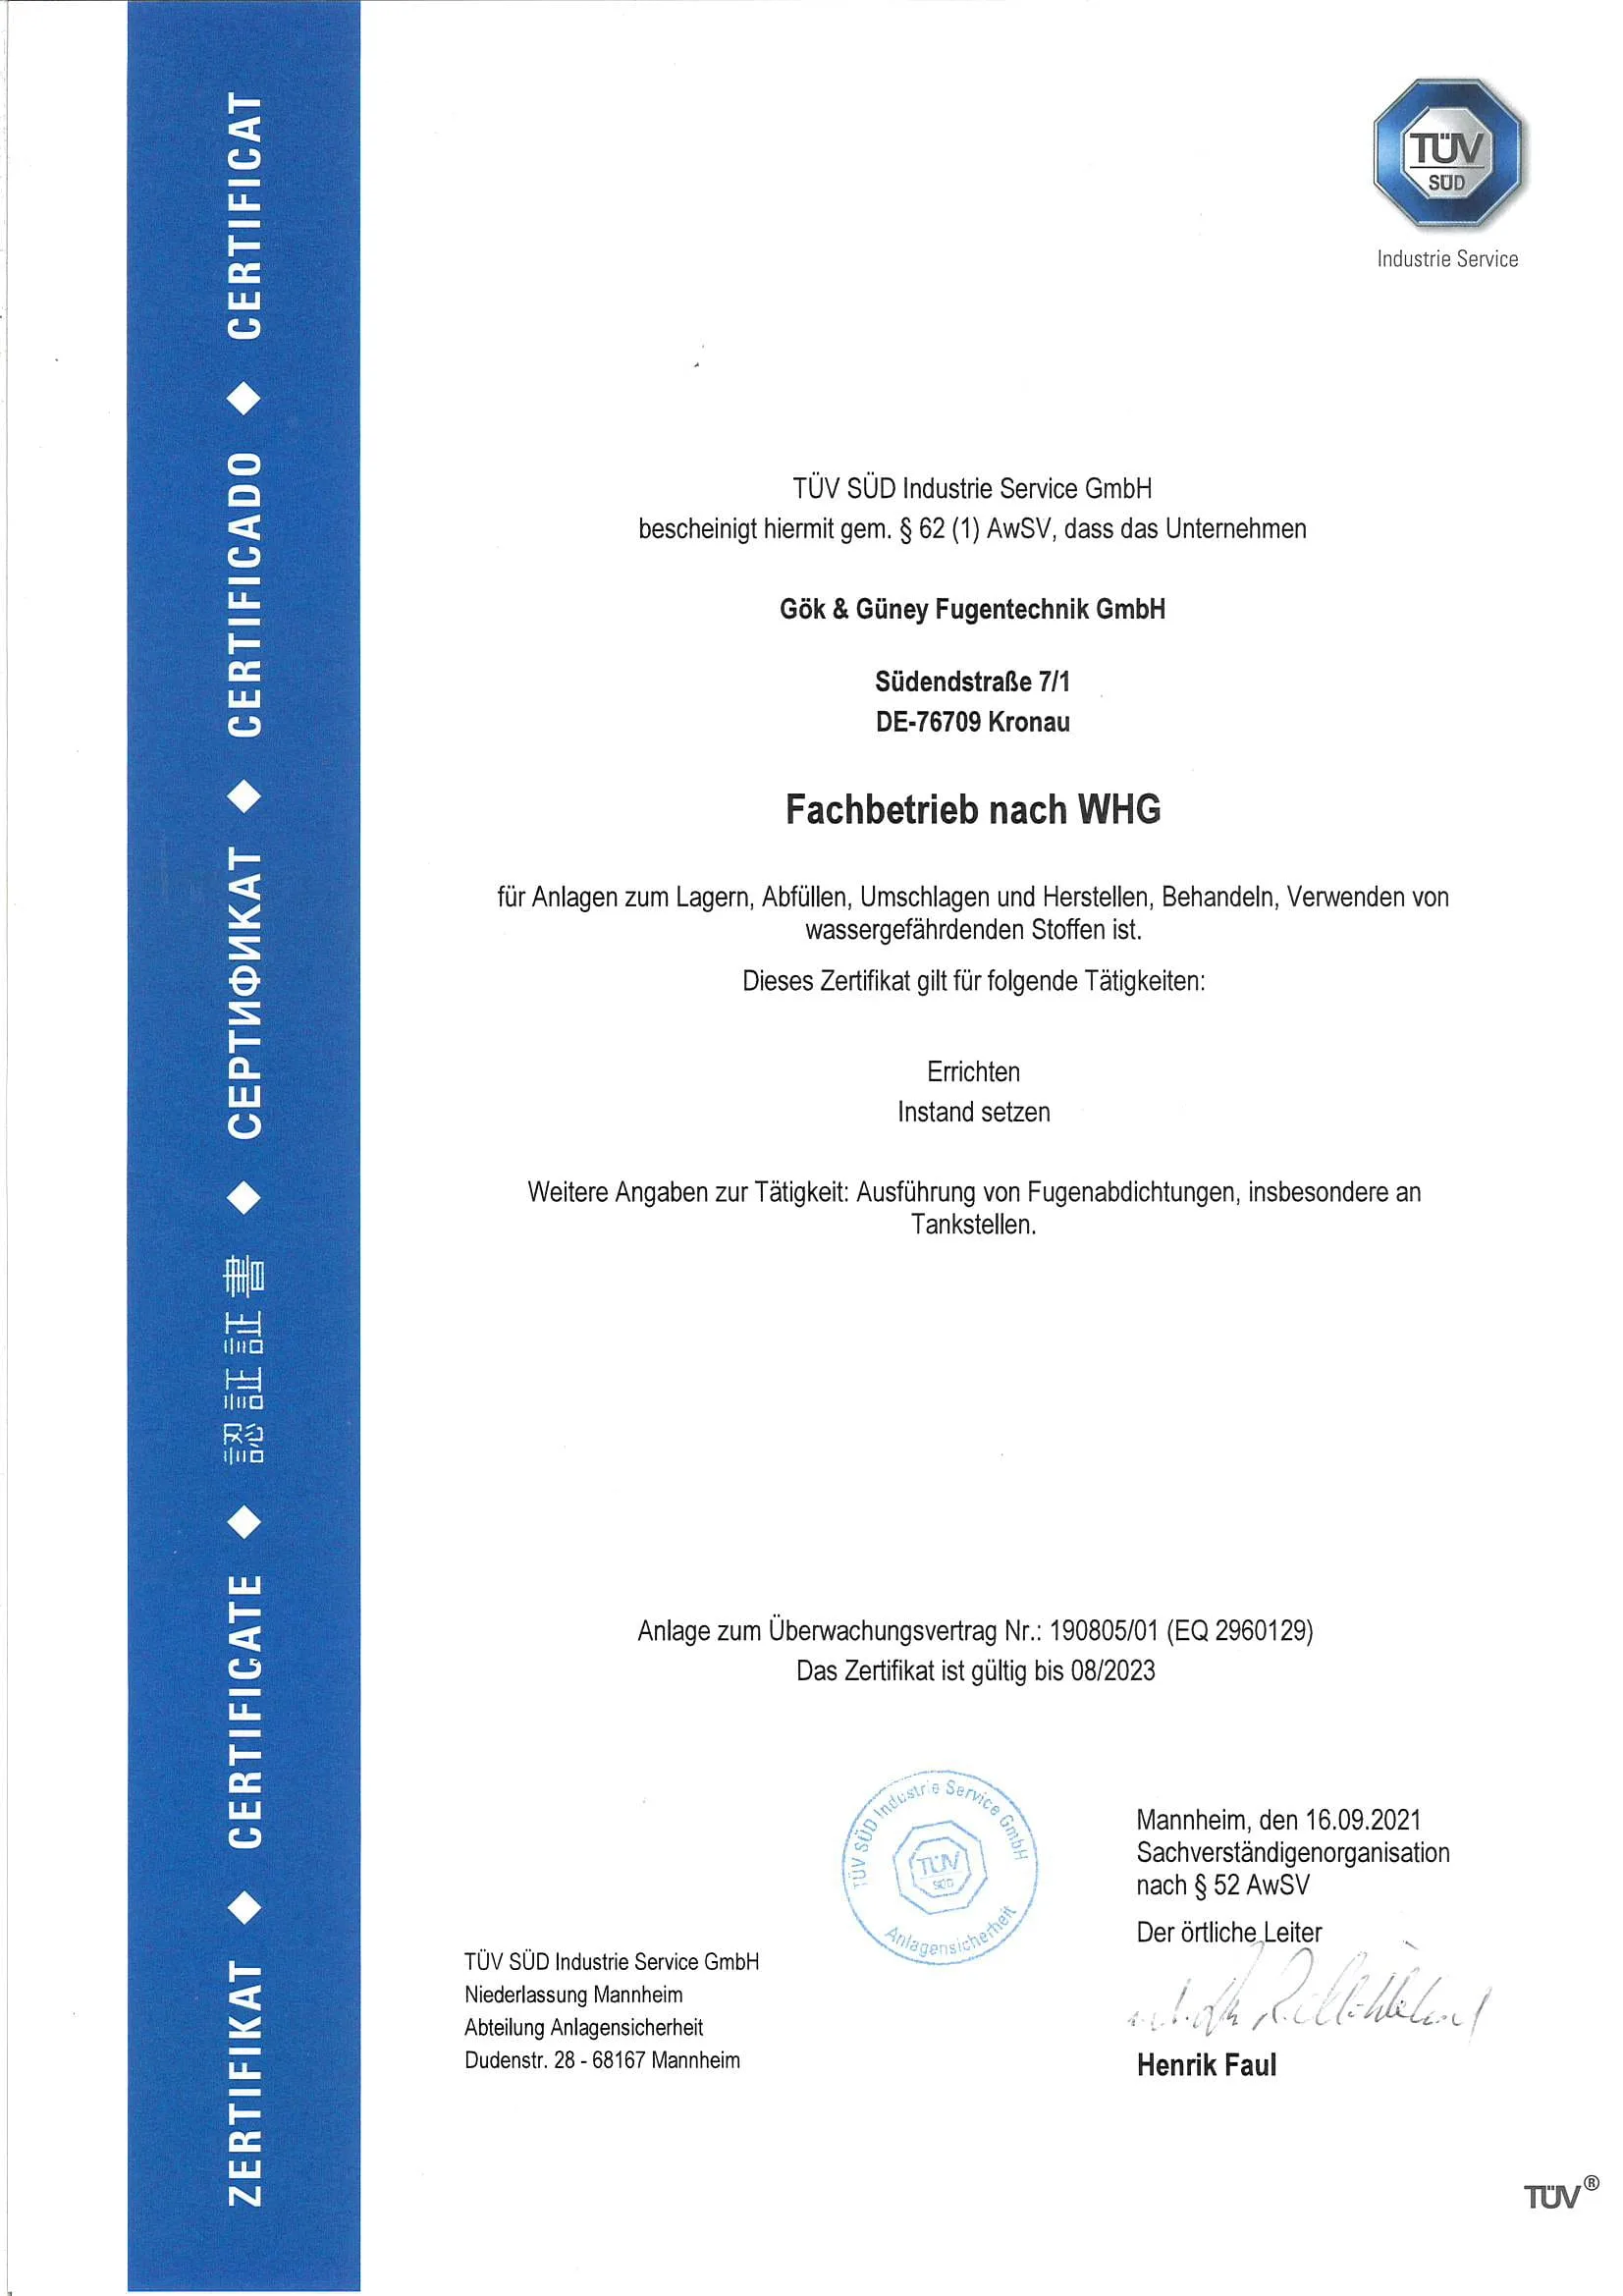 TÜV
SÜD
Industrie Service
ZERTIFIKAT ◆ CERTIFICATE ◆ 認証証書 ◆ СЕРТИФИКАТ ◆ CERTIFICADO ◆ CERTIFICAT
TÜV SÜD Industrie Service GmbH
bescheinigt hiermit gem. § 62 (1) AwSV, dass das Unternehmen
Gök & Güney Fugentechnik GmbH
Südendstraße 7/1
DE-76709 Kronau
Fachbetrieb nach WHG
für Anlagen zum Lagern, Abfüllen, Umschlagen und Herstellen, Behandeln, Verwenden von
wassergefährdenden Stoffen ist.
Dieses Zertifikat gilt für folgende Tätigkeiten:
Errichten
Instand setzen
Weitere Angaben zur Tätigkeit: Ausführung von Fugenabdichtungen, insbesondere an
Tankstellen.
Anlage zum Überwachungsvertrag Nr.: 190805/01 (EQ 2960129)
Das Zertifikat ist gültig bis 08/2023
TÜV SÜD Industrie Service GmbH
TÜV
SÜD
Anlagensicherheit
Mannheim, den 16.09.2021
Sachverständigenorganisation
nach § 52 AwSV
Der örtliche Leiter
Henrik Faul
TÜV SÜD Industrie Service GmbH
Niederlassung Mannheim
Abteilung Anlagensicherheit
Dudenstr. 28 - 68167 Mannheim
TÜV®